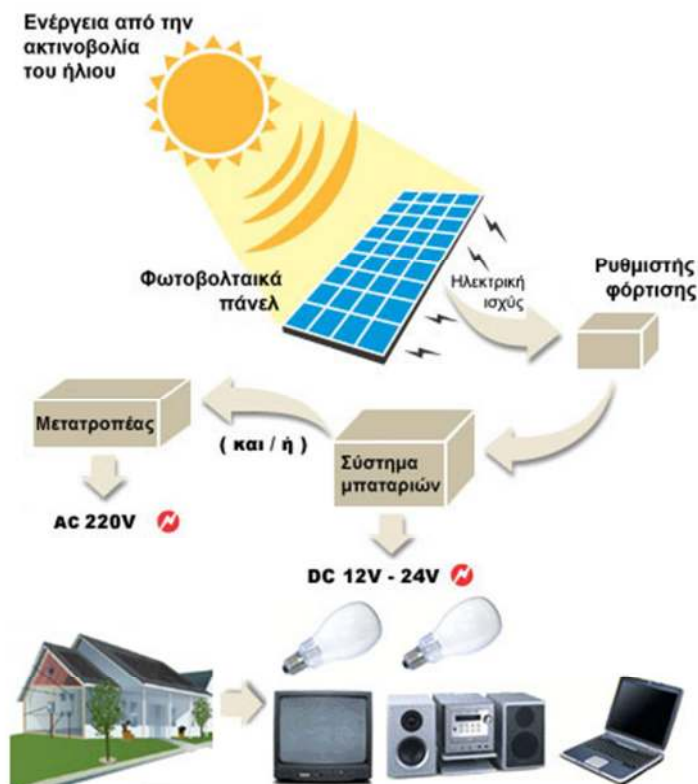 Ενέργεια από την
ακτινοβολία
του ήλιου
Φωτοβολταικά
πάνελ
Ηλεκτρική
ισχύς
Ρυθμιστής
φόρτισης
Μετατροπέας
( και / ή )
Σύστημα
μπαταριών
AC 220V
DC 12V - 24V